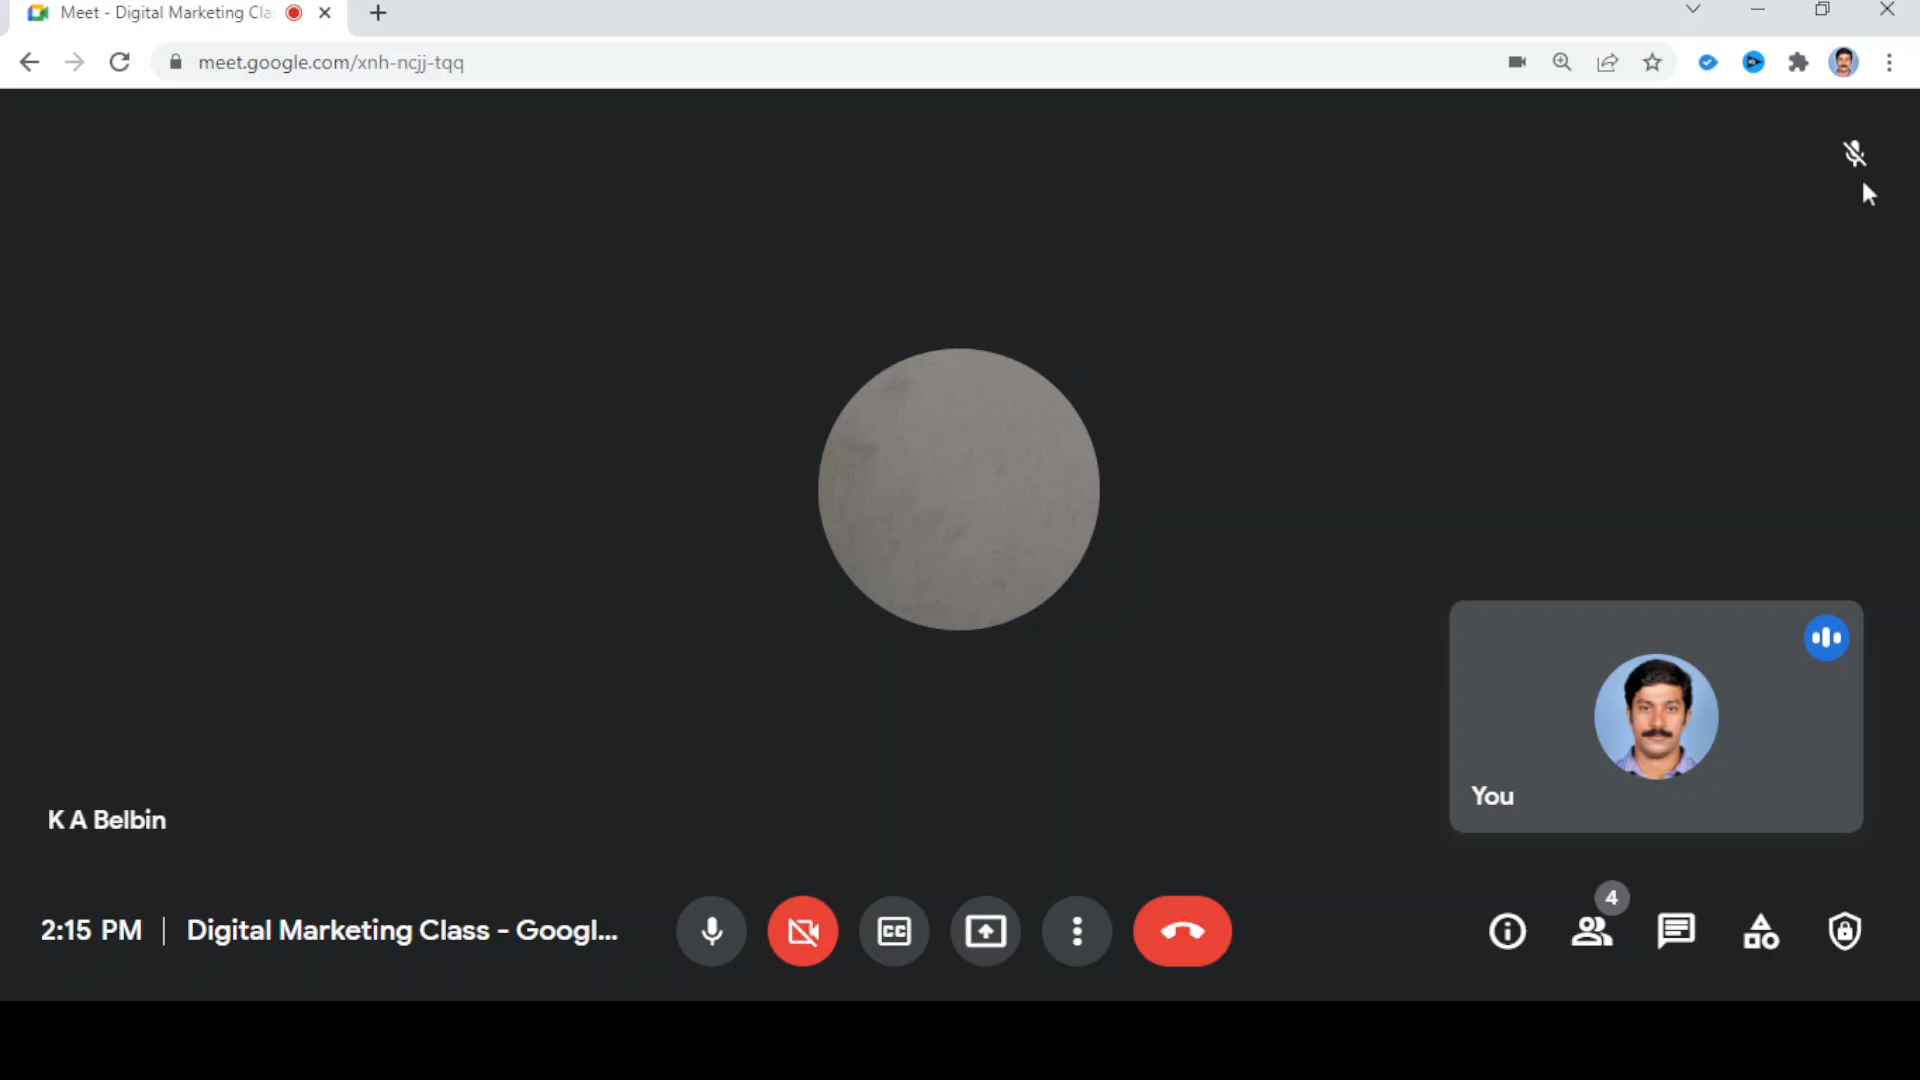 Meet - Digital Marketing Cla
meet.google.com/xnh-ncjj-tqq
You
K A Belbin
4
2:15 PM | Digital Marketing Class - Googl...
CC